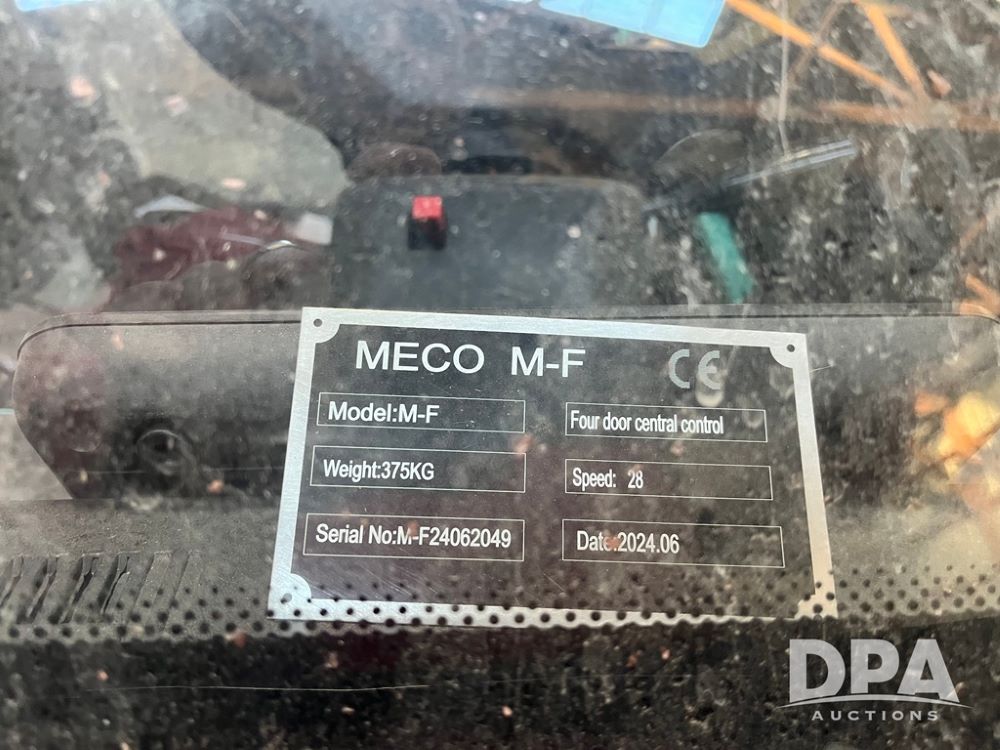 MECO M-F CE
Model:M-F
Four door central control
Weight:375KG
Speed: 28
Serial No:M-F24062049
Date:2024.06
DPA
AUCTIONS